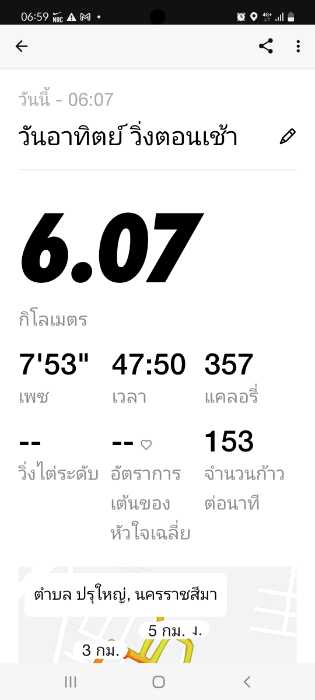 06:59
วันนี้ - 06:07
วันอาทิตย์ วิ่งตอนเช้า
6.07
กิโลเมตร
7'53" 47:50 357
เพซ เวลา แคลอรี่
-- -- 153
วิ่งไต่ระดับ อัตราการ จำนวนก้าว
เต้นของ ต่อนาที
หัวใจเฉลี่ย
ตำบล ปรุใหญ่, นครราชสีมา
5 กม. ม.
3 กม.